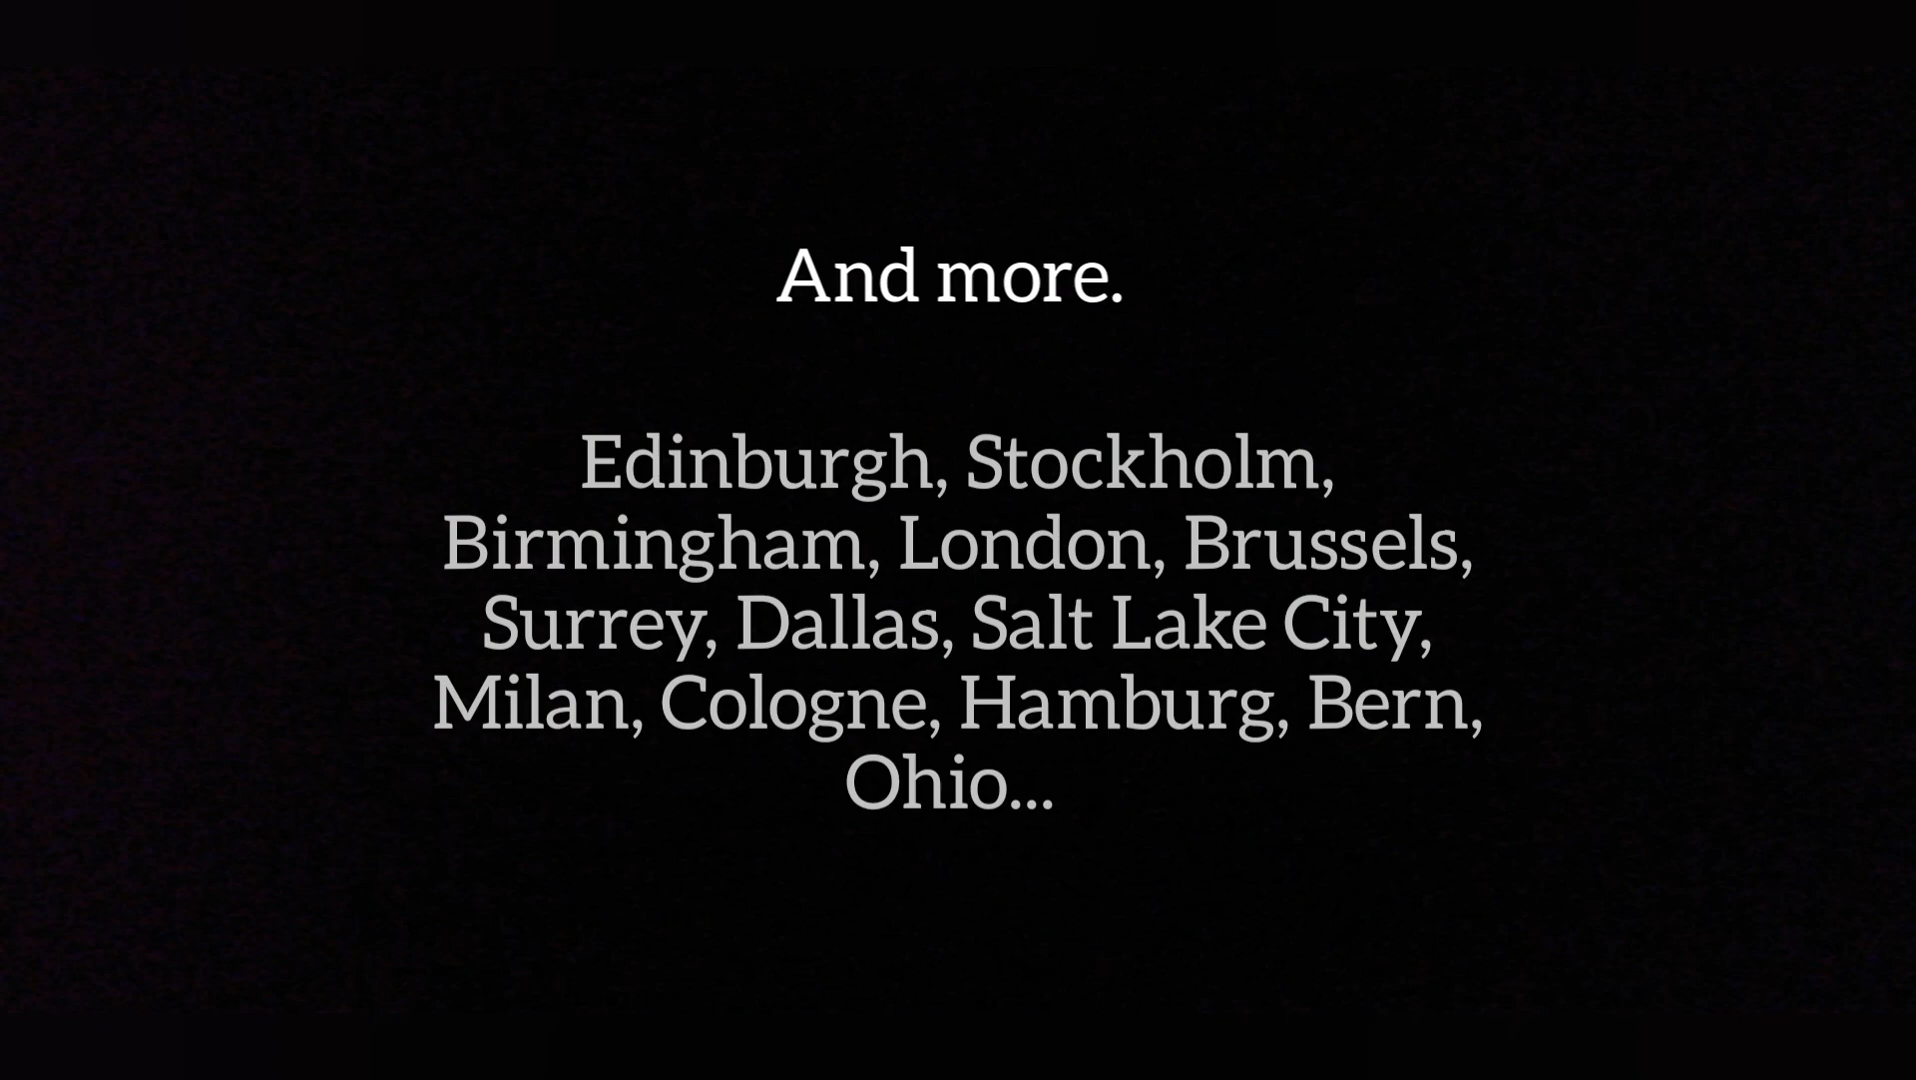 And more.
Edinburgh, Stockholm,
Birmingham, London, Brussels,
Surrey, Dallas, Salt Lake City,
Milan, Cologne, Hamburg, Bern,
Ohio...